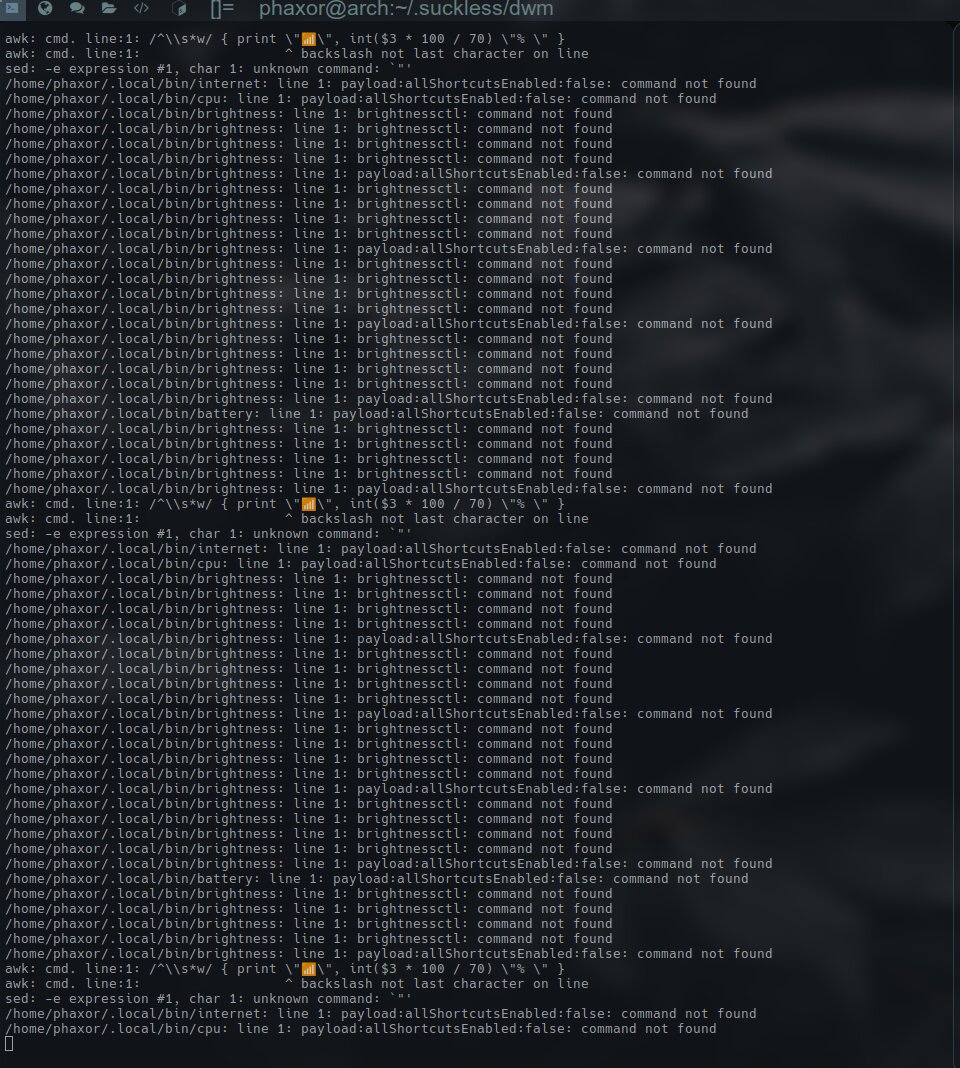 []= phaxor@arch:~/.suckless/dwm
awk: cmd. line:1: /^\\s*w/ { print \"📶\", int($3 * 100 / 70) \"% \" }
awk: cmd. line:1:                  ^ backslash not last character on line
sed: -e expression #1, char 1: unknown command: `"'
/home/phaxor/.local/bin/internet: line 1: payload:allShortcutsEnabled:false: command not found
/home/phaxor/.local/bin/cpu: line 1: payload:allShortcutsEnabled:false: command not found
/home/phaxor/.local/bin/brightness: line 1: brightnessctl: command not found
/home/phaxor/.local/bin/brightness: line 1: brightnessctl: command not found
/home/phaxor/.local/bin/brightness: line 1: brightnessctl: command not found
/home/phaxor/.local/bin/brightness: line 1: brightnessctl: command not found
/home/phaxor/.local/bin/brightness: line 1: payload:allShortcutsEnabled:false: command not found
/home/phaxor/.local/bin/brightness: line 1: brightnessctl: command not found
/home/phaxor/.local/bin/brightness: line 1: brightnessctl: command not found
/home/phaxor/.local/bin/brightness: line 1: brightnessctl: command not found
/home/phaxor/.local/bin/brightness: line 1: brightnessctl: command not found
/home/phaxor/.local/bin/brightness: line 1: payload:allShortcutsEnabled:false: command not found
/home/phaxor/.local/bin/brightness: line 1: brightnessctl: command not found
/home/phaxor/.local/bin/brightness: line 1: brightnessctl: command not found
/home/phaxor/.local/bin/brightness: line 1: brightnessctl: command not found
/home/phaxor/.local/bin/brightness: line 1: brightnessctl: command not found
/home/phaxor/.local/bin/brightness: line 1: payload:allShortcutsEnabled:false: command not found
/home/phaxor/.local/bin/brightness: line 1: brightnessctl: command not found
/home/phaxor/.local/bin/brightness: line 1: brightnessctl: command not found
/home/phaxor/.local/bin/brightness: line 1: brightnessctl: command not found
/home/phaxor/.local/bin/brightness: line 1: brightnessctl: command not found
/home/phaxor/.local/bin/brightness: line 1: payload:allShortcutsEnabled:false: command not found
/home/phaxor/.local/bin/battery: line 1: payload:allShortcutsEnabled:false: command not found
/home/phaxor/.local/bin/brightness: line 1: brightnessctl: command not found
/home/phaxor/.local/bin/brightness: line 1: brightnessctl: command not found
/home/phaxor/.local/bin/brightness: line 1: brightnessctl: command not found
/home/phaxor/.local/bin/brightness: line 1: brightnessctl: command not found
/home/phaxor/.local/bin/brightness: line 1: payload:allShortcutsEnabled:false: command not found
awk: cmd. line:1: /^\\s*w/ { print \"📶\", int($3 * 100 / 70) \"% \" }
awk: cmd. line:1:                  ^ backslash not last character on line
sed: -e expression #1, char 1: unknown command: `"'
/home/phaxor/.local/bin/internet: line 1: payload:allShortcutsEnabled:false: command not found
/home/phaxor/.local/bin/cpu: line 1: payload:allShortcutsEnabled:false: command not found
/home/phaxor/.local/bin/brightness: line 1: brightnessctl: command not found
/home/phaxor/.local/bin/brightness: line 1: brightnessctl: command not found
/home/phaxor/.local/bin/brightness: line 1: brightnessctl: command not found
/home/phaxor/.local/bin/brightness: line 1: brightnessctl: command not found
/home/phaxor/.local/bin/brightness: line 1: payload:allShortcutsEnabled:false: command not found
/home/phaxor/.local/bin/brightness: line 1: brightnessctl: command not found
/home/phaxor/.local/bin/brightness: line 1: brightnessctl: command not found
/home/phaxor/.local/bin/brightness: line 1: brightnessctl: command not found
/home/phaxor/.local/bin/brightness: line 1: brightnessctl: command not found
/home/phaxor/.local/bin/brightness: line 1: payload:allShortcutsEnabled:false: command not found
/home/phaxor/.local/bin/brightness: line 1: brightnessctl: command not found
/home/phaxor/.local/bin/brightness: line 1: brightnessctl: command not found
/home/phaxor/.local/bin/brightness: line 1: brightnessctl: command not found
/home/phaxor/.local/bin/brightness: line 1: brightnessctl: command not found
/home/phaxor/.local/bin/brightness: line 1: payload:allShortcutsEnabled:false: command not found
/home/phaxor/.local/bin/brightness: line 1: brightnessctl: command not found
/home/phaxor/.local/bin/brightness: line 1: brightnessctl: command not found
/home/phaxor/.local/bin/brightness: line 1: brightnessctl: command not found
/home/phaxor/.local/bin/brightness: line 1: payload:allShortcutsEnabled:false: command not found
/home/phaxor/.local/bin/battery: line 1: payload:allShortcutsEnabled:false: command not found
/home/phaxor/.local/bin/brightness: line 1: brightnessctl: command not found
/home/phaxor/.local/bin/brightness: line 1: brightnessctl: command not found
/home/phaxor/.local/bin/brightness: line 1: brightnessctl: command not found
/home/phaxor/.local/bin/brightness: line 1: brightnessctl: command not found
/home/phaxor/.local/bin/brightness: line 1: payload:allShortcutsEnabled:false: command not found
awk: cmd. line:1: /^\\s*w/ { print \"📶\", int($3 * 100 / 70) \"% \" }
awk: cmd. line:1:                  ^ backslash not last character on line
sed: -e expression #1, char 1: unknown command: `"'
/home/phaxor/.local/bin/internet: line 1: payload:allShortcutsEnabled:false: command not found
/home/phaxor/.local/bin/cpu: line 1: payload:allShortcutsEnabled:false: command not found